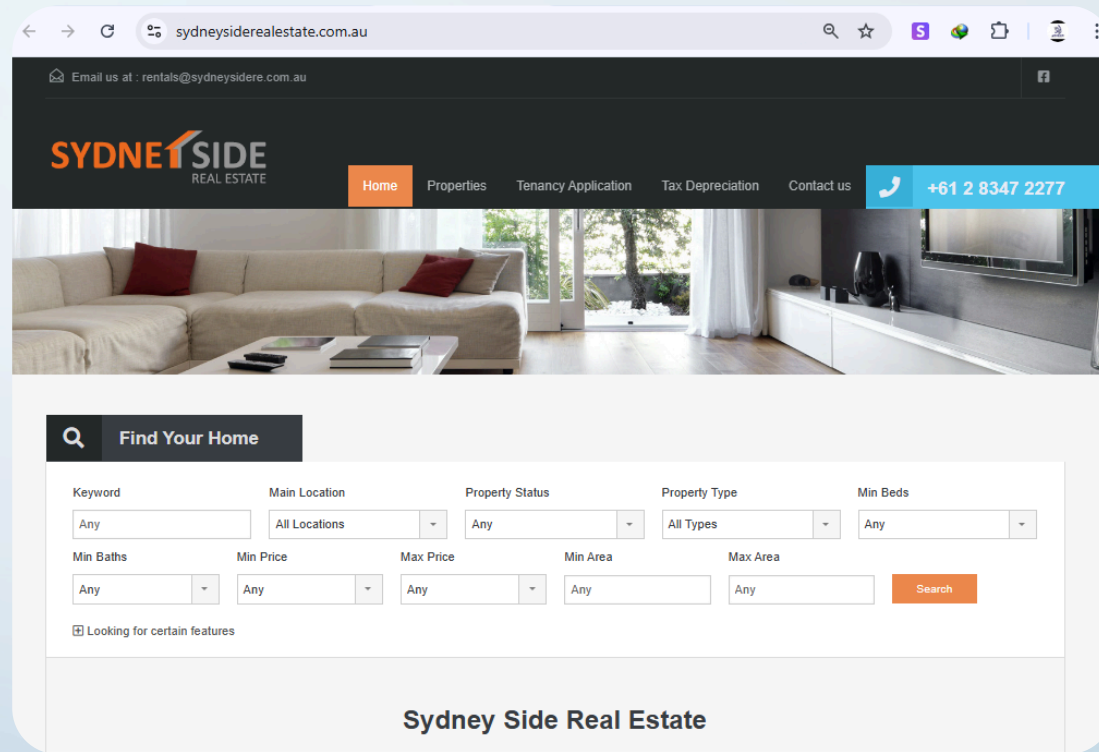 sydneysiderealestate.com.au
S
Email us at : rentals@sydneysidere.com.au
SYDNEYSIDE
REAL ESTATE
Home Properties Tenancy Application Tax Depreciation Contact us +61 2 8347 2277
Find Your Home
Keyword Main Location Property Status Property Type Min Beds
Any All Locations Any All Types Any
Min Baths Min Price Max Price Min Area Max Area
Any Any Any Any Any Search
Looking for certain features
Sydney Side Real Estate